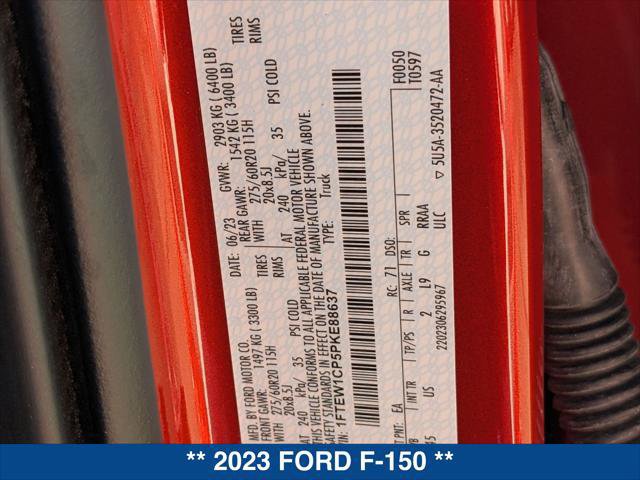 MFD. BY FORD MOTOR CO.
DATE: 06/23 GVWR: 2903 KG ( 6400 LB)
FRONT GAWR: 1497 KG ( 3300 LB) REAR GAWR: 1542 KG ( 3400 LB)
275/60R20 115H TIRES WITH 275/60R20 115H TIRES
20x8.5J RIMS 20x8.5J RIMS
AT 240 kPa/ 35 PSI COLD AT 240 kPa/ 35 PSI COLD
THIS VEHICLE CONFORMS TO ALL APPLICABLE FEDERAL MOTOR VEHICLE
SAFETY STANDARDS IN EFFECT ON THE DATE OF MANUFACTURE SHOWN ABOVE.
VIN: 1FTEW1CP5PKE88637 TYPE: Truck
F0050
T0597
EXT PNT: EA RC: 71 DSO:
WB INT TR TP/PS R AXLE TR SPR
145 US 2 L9 G RRAA
ULC
2202306295967
▽ 5U5A-3520472-AA
** 2023 FORD F-150 **